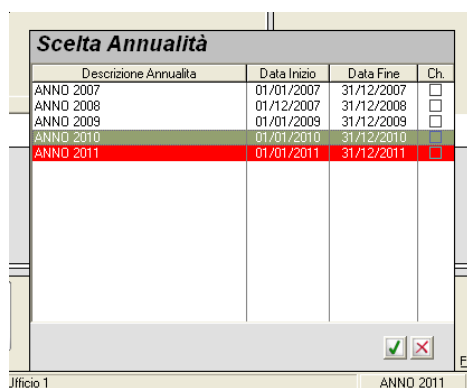 Scelta Annualità
Descrizione Annualita Data Inizio Data Fine Ch.
ANNO 2007 01/01/2007 31/12/2007
ANNO 2008 01/12/2007 31/12/2008
ANNO 2009 01/01/2009 31/12/2009
ANNO 2010 01/01/2010 31/12/2010
ANNO 2011 01/01/2011 31/12/2011
Ufficio 1 ANNO 2011